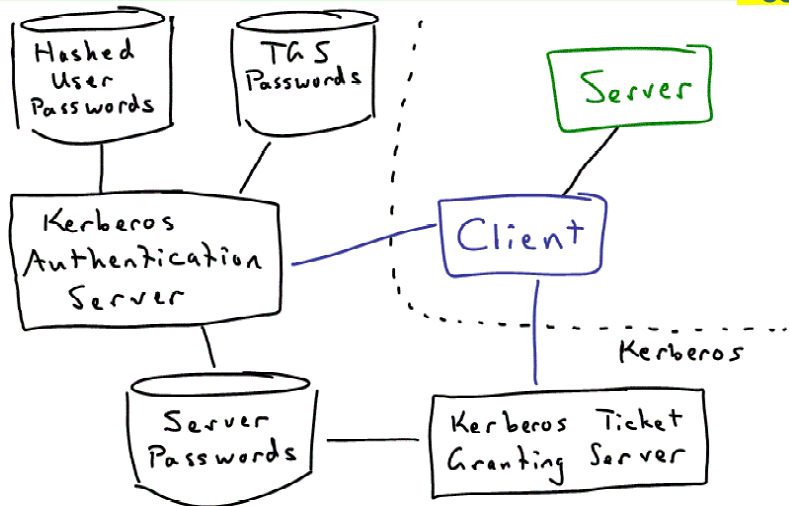 Hashed
User
Passwords
TGS
Passwords
Server
Kerberos
Authentication
Server
Client
Kerberos
Server
Passwords
Kerberos Ticket
Granting Server